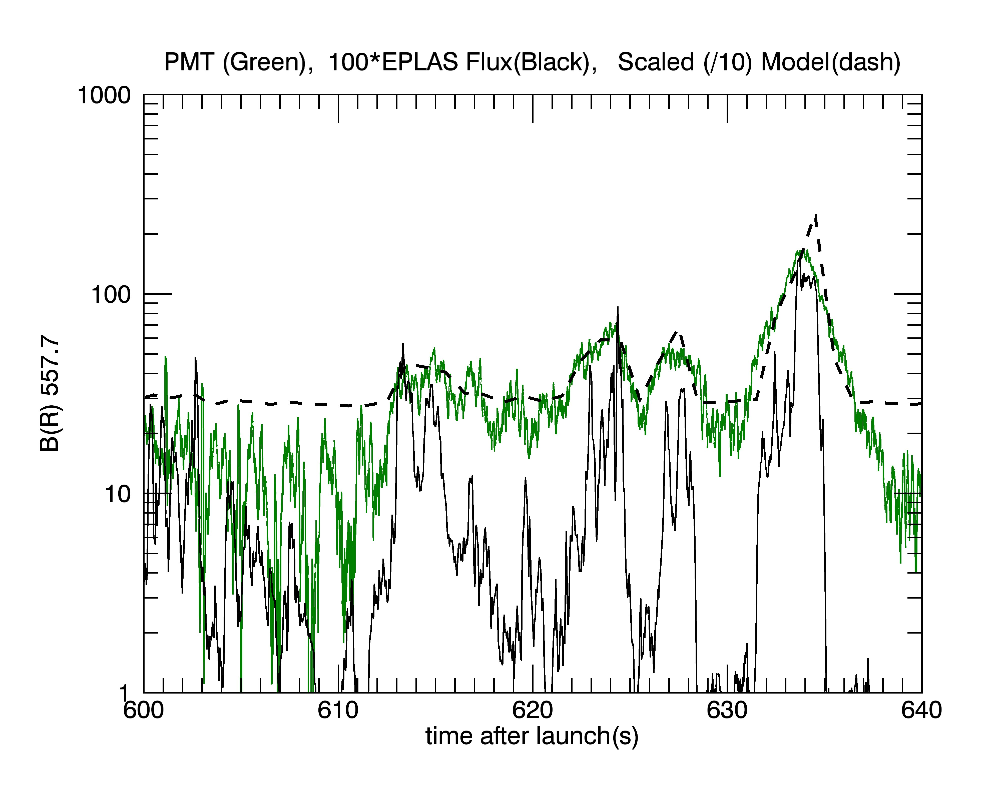 PMT (Green), 100*EPLAS Flux(Black), Scaled (/10) Model(dash)
1000
100
10
1
B(R) 557.7
600 610 620 630 640
time after launch(s)